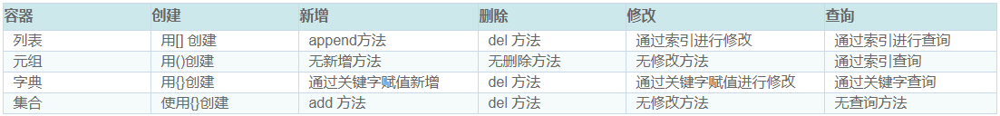 容器 创建 新增 删除 修改 查询
列表 用[] 创建 append方法 del 方法 通过索引进行修改 通过索引进行查询
元组 用()创建 无新增方法 无删除方法 无修改方法 通过索引查询
字典 用{}创建 通过关键字赋值新增 del 方法 通过关键字赋值进行修改 通过关键字查询
集合 使用{}创建 add 方法 del 方法 无修改方法 无查询方法